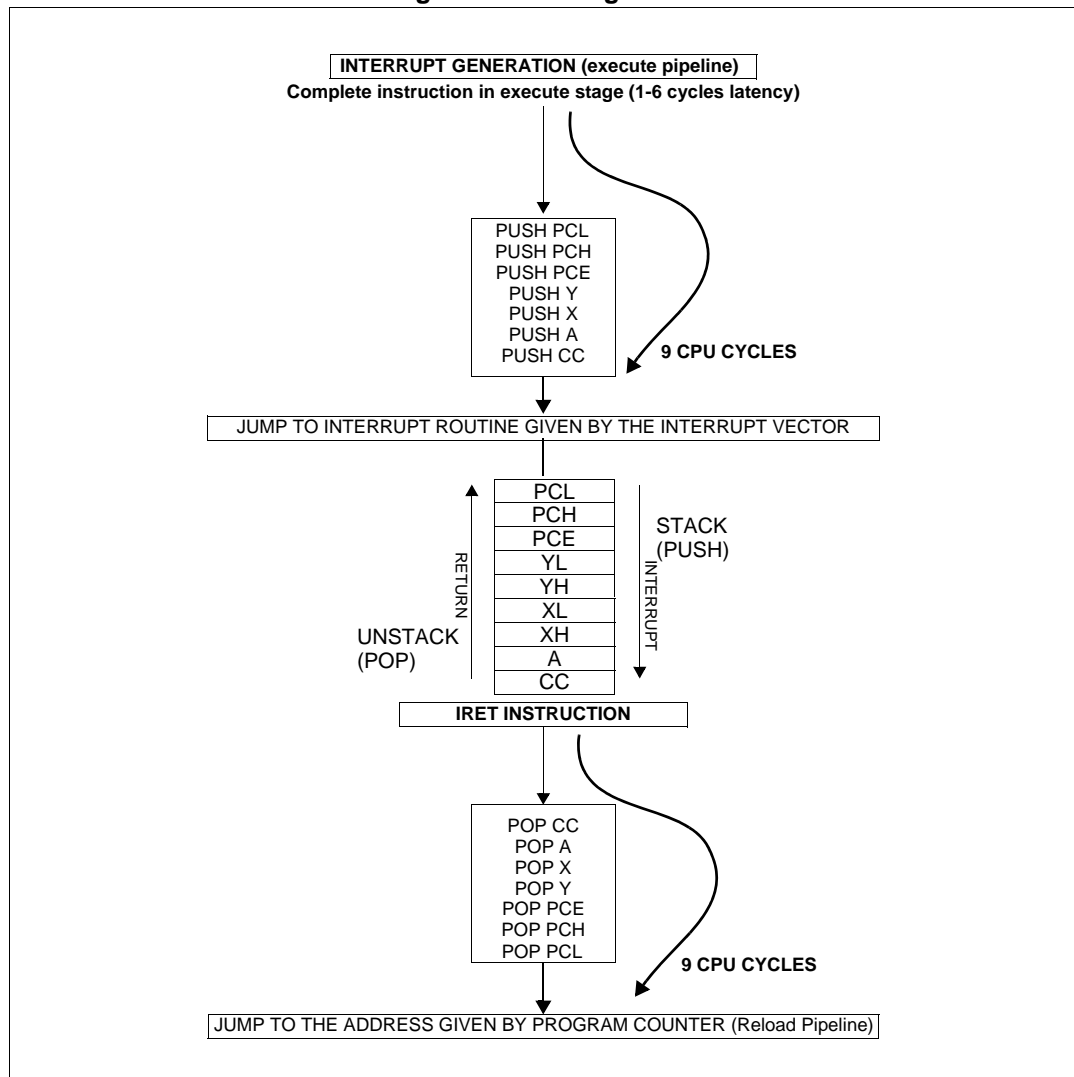 INTERRUPT GENERATION (execute pipeline)
Complete instruction in execute stage (1-6 cycles latency)
PUSH PCL
PUSH PCH
PUSH PCE
PUSH Y
PUSH X
PUSH A
PUSH CC
9 CPU CYCLES
JUMP TO INTERRUPT ROUTINE GIVEN BY THE INTERRUPT VECTOR
PCL
PCH
PCE
YL
YH
XL
XH
A
CC
RETURN
UNSTACK
(POP)
STACK
(PUSH)
INTERRUPT
IRET INSTRUCTION
POP CC
POP A
POP X
POP Y
POP PCE
POP PCH
POP PCL
9 CPU CYCLES
JUMP TO THE ADDRESS GIVEN BY PROGRAM COUNTER (Reload Pipeline)